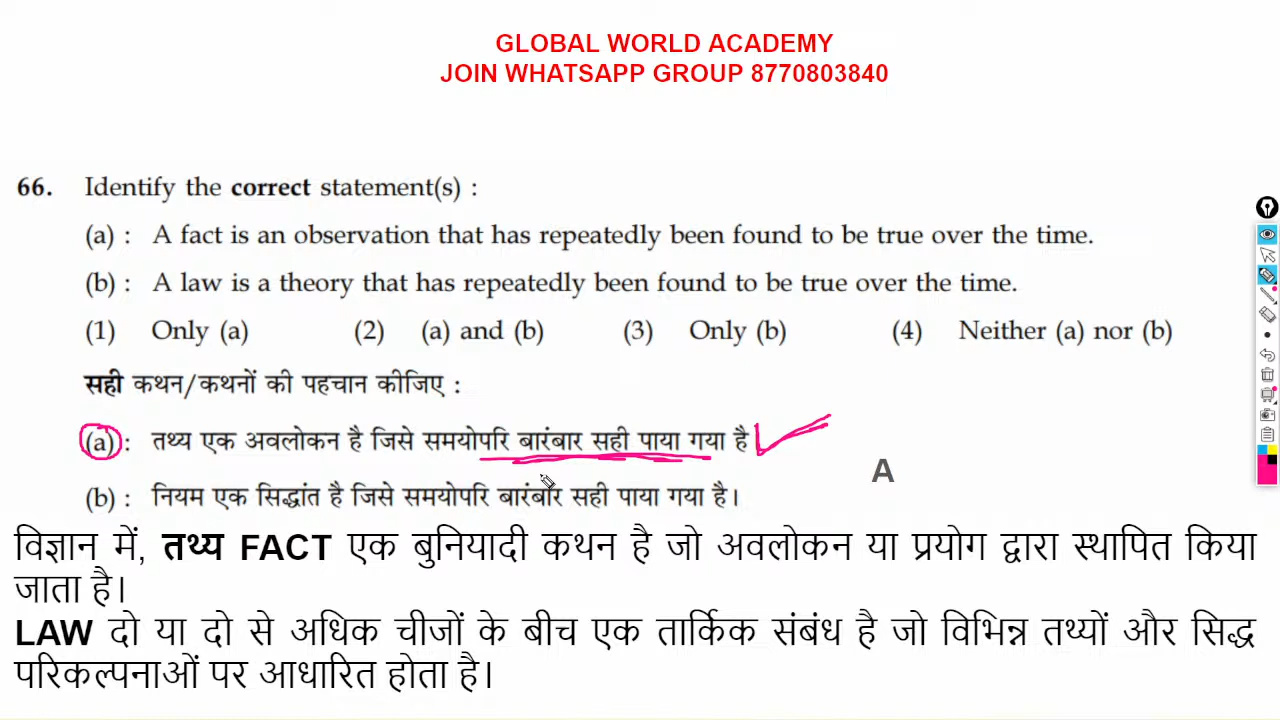 GLOBAL WORLD ACADEMY
JOIN WHATSAPP GROUP 8770803840
66. Identify the correct statement(s) :
(a) : A fact is an observation that has repeatedly been found to be true over the time.
(b) : A law is a theory that has repeatedly been found to be true over the time.
(1) Only (a) (2) (a) and (b) (3) Only (b) (4) Neither (a) nor (b)
सही कथन/कथनों की पहचान कीजिए :
(a) : तथ्य एक अवलोकन है जिसे समयोपरि बारंबार सही पाया गया है
A
(b) : नियम एक सिद्धांत है जिसे समयोपरि बारंबार सही पाया गया है।
विज्ञान में, तथ्य FACT एक बुनियादी कथन है जो अवलोकन या प्रयोग द्वारा स्थापित किया
जाता है।
LAW दो या दो से अधिक चीजों के बीच एक तार्किक संबंध है जो विभिन्न तथ्यों और सिद्ध
परिकल्पनाओं पर आधारित होता है।